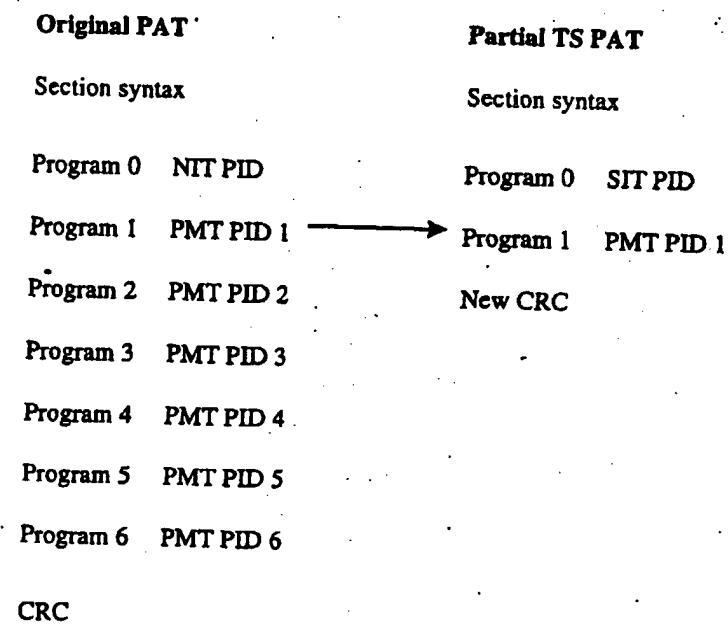 Original PAT
Section syntax
Program 0 NIT PID
Program 1 PMT PID 1
Program 2 PMT PID 2
Program 3 PMT PID 3
Program 4 PMT PID 4
Program 5 PMT PID 5
Program 6 PMT PID 6
CRC
Partial TS PAT
Section syntax
Program 0 SIT PID
Program 1 PMT PID 1
New CRC